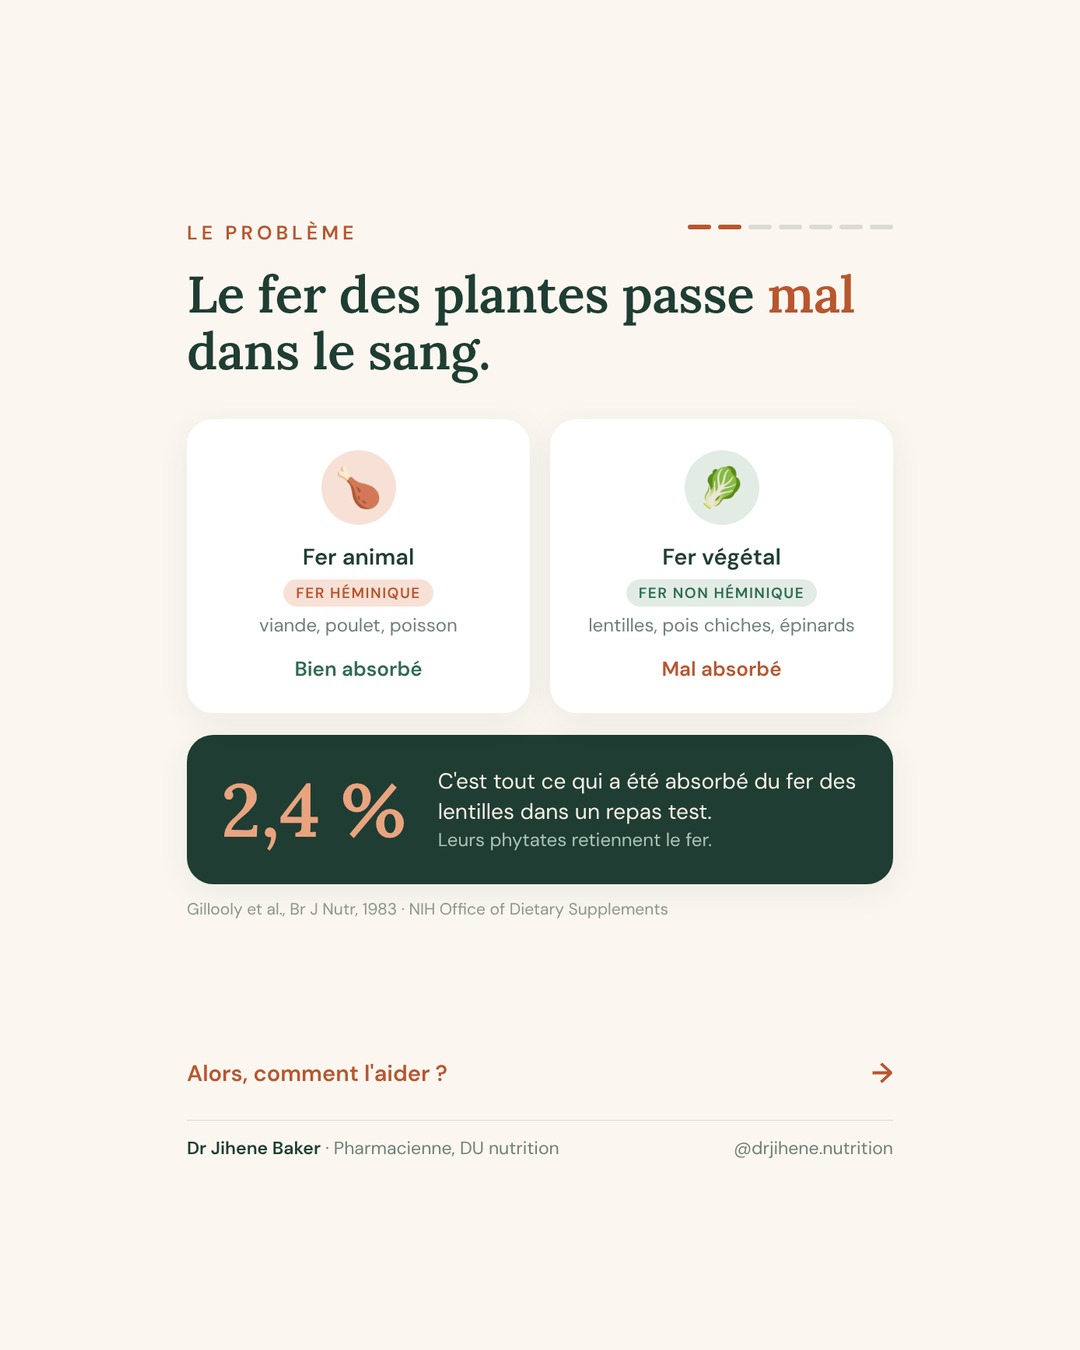 LE PROBLÈME
Le fer des plantes passe mal
dans le sang.
Fer animal
FER HÉMINIQUE
viande, poulet, poisson
Bien absorbé
Fer végétal
FER NON HÉMINIQUE
lentilles, pois chiches, épinards
Mal absorbé
2,4 %
C'est tout ce qui a été absorbé du fer des
lentilles dans un repas test.
Leurs phytates retiennent le fer.
Gillooly et al., Br J Nutr, 1983 · NIH Office of Dietary Supplements
Alors, comment l'aider ?
Dr Jihene Baker · Pharmacienne, DU nutrition
@drjihene.nutrition